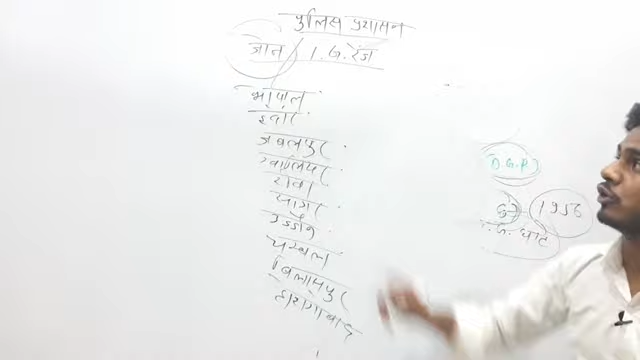 पुलिस प्रशासन
जोन / I.G. रेंज
भोपाल
इंदौर
जबलपुर
ग्वालियर
रीवा
सागर
उज्जैन
चम्बल
बिलासपुर
होशंगाबाद
D.G.P
1956
घाटे